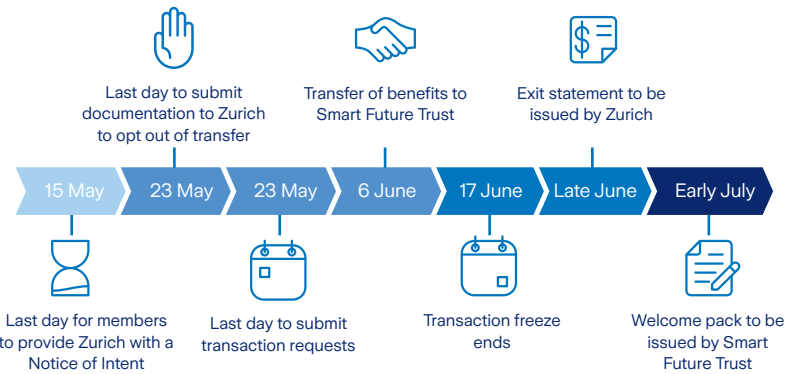 Last day to submit
documentation to Zurich
to opt out of transfer
Transfer of benefits to
Smart Future Trust
$
Exit statement to be
issued by Zurich
15 May
23 May
23 May
6 June
17 June
Late June
Early July
Last day for members
to provide Zurich with a
Notice of Intent
Last day to submit
transaction requests
Transaction freeze
ends
Welcome pack to be
issued by Smart
Future Trust